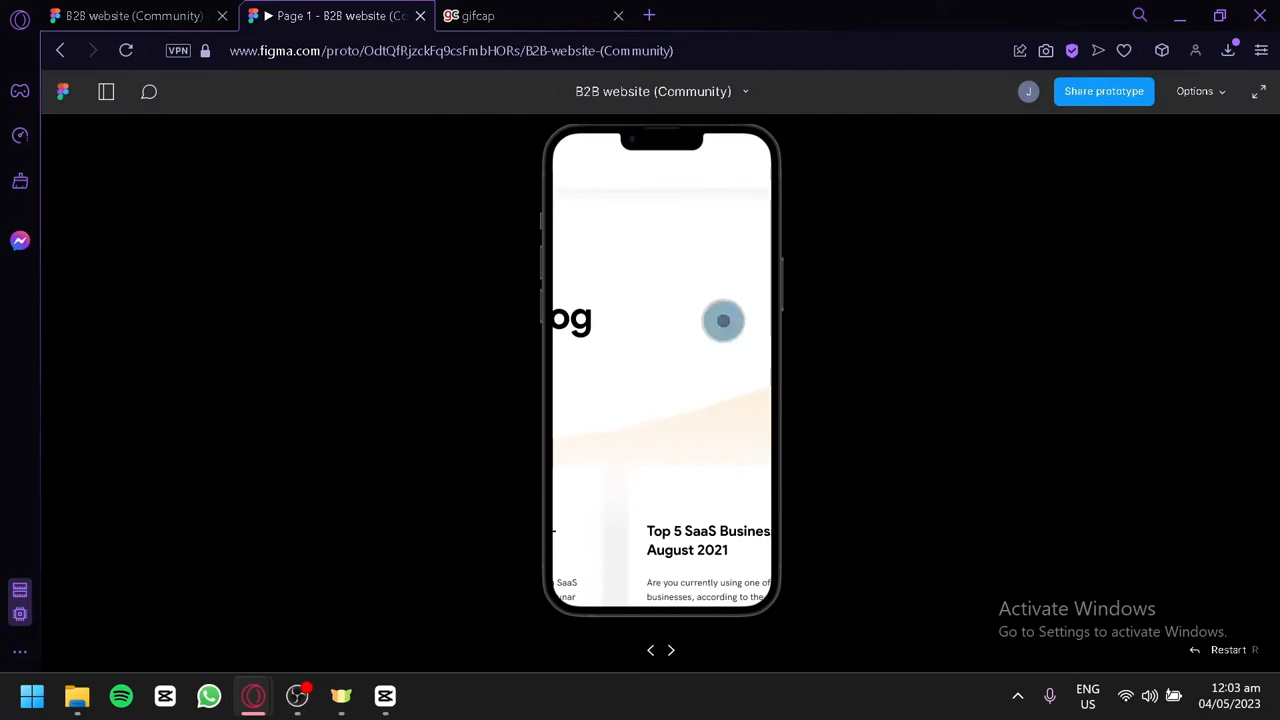 B2B website (Community)
Page 1 - B2B website (Co
gc gifcap
VPN
www.figma.com/proto/OdtQfRjzckFq9csFmbHORs/B2B-website-(Community)
B2B website (Community)
J
Share prototype
Options
og
Top 5 SaaS Busines
August 2021
SaaS
Are you currently using one of
unar
businesses, according to the
Activate Windows
Go to Settings to activate Windows.
Restart R
ENG
US
12:03 am
04/05/2023